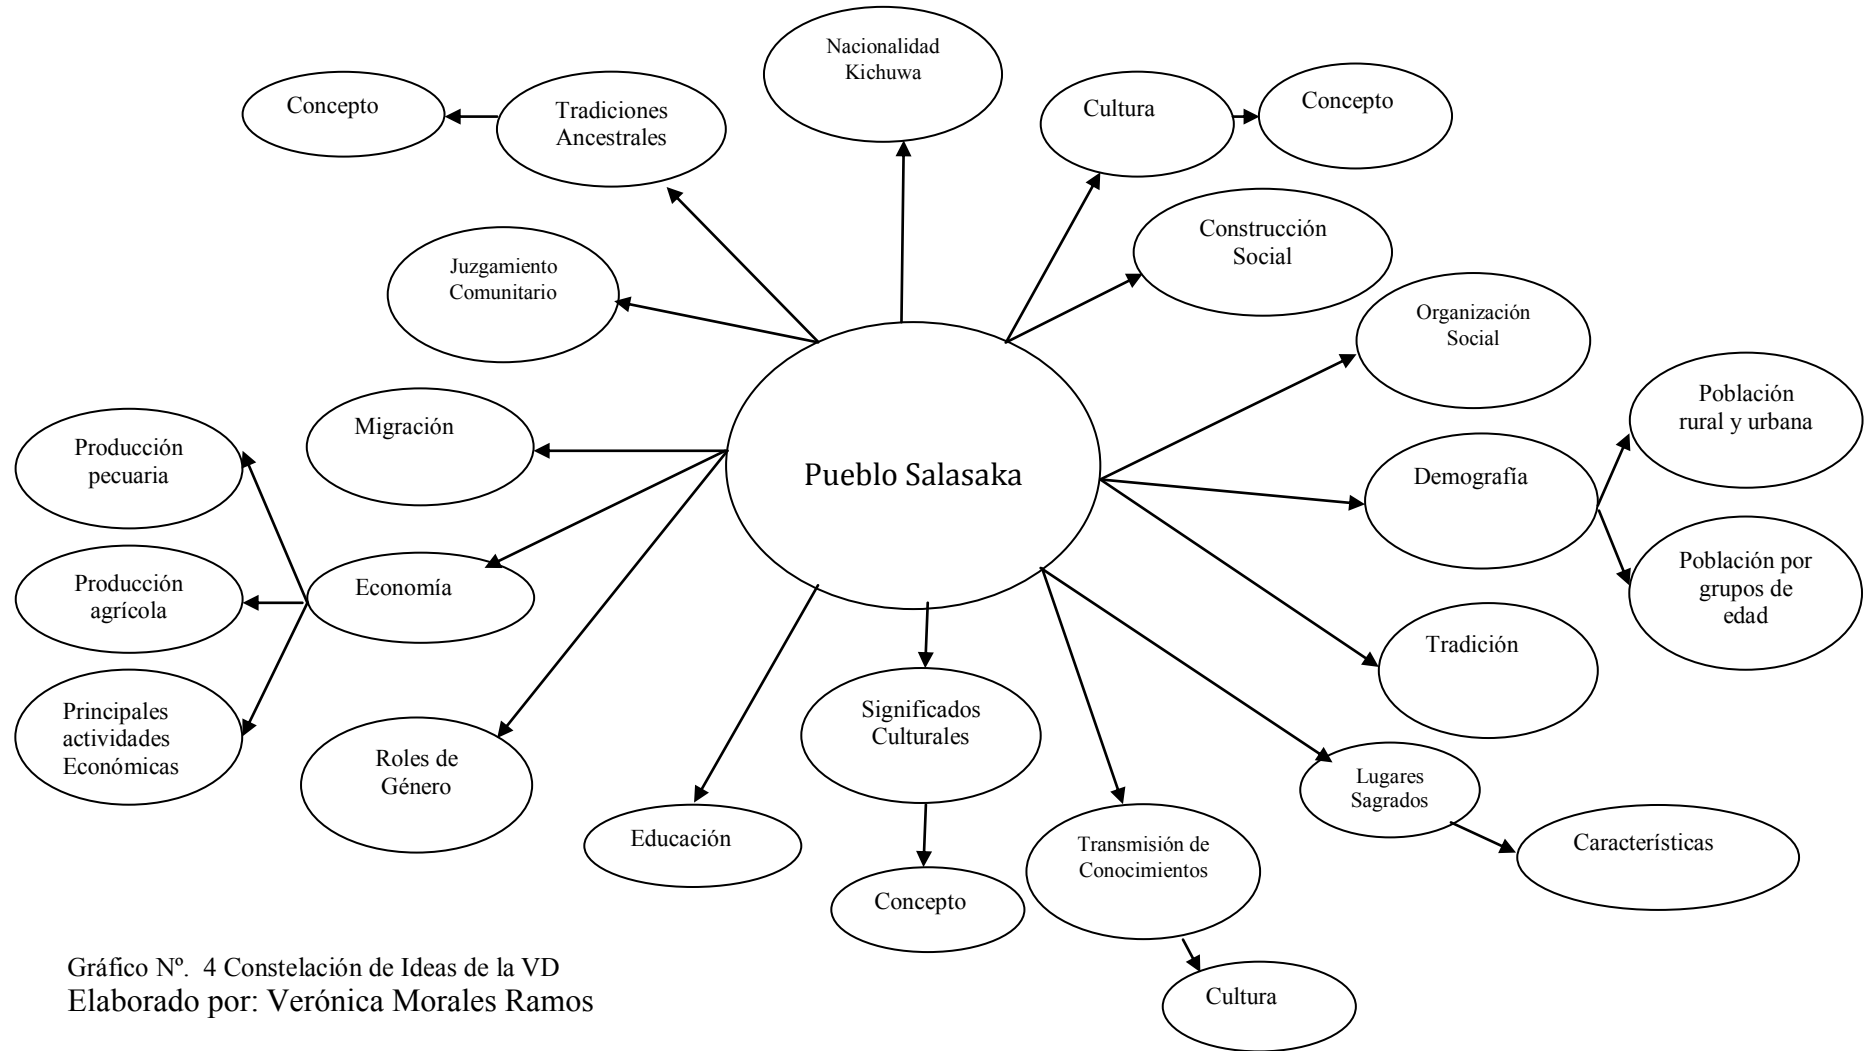 Nacionalidad
Kichuwa
Concepto
Tradiciones
Ancestrales
Cultura
Concepto
Juzgamiento
Comunitario
Construcción
Social
Organización
Social
Migración
Población
rural y urbana
Producción
pecuaria
Pueblo Salasaka
Demografía
Producción
agrícola
Economía
Población por
grupos de
edad
Tradición
Principales
actividades
Económicas
Roles de
Género
Significados
Culturales
Lugares
Sagrados
Educación
Transmisión de
Conocimientos
Características
Concepto
Cultura
Gráfico Nº.  4 Constelación de Ideas de la VD
Elaborado por: Verónica Morales Ramos